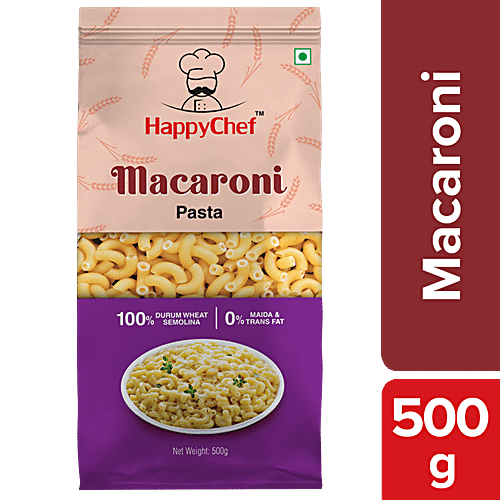 HappyChef™
Macaroni
Pasta
100% DURUM WHEAT SEMOLINA
0% MAIDA & TRANS FAT
Net Weight: 500g
Macaroni
500
g